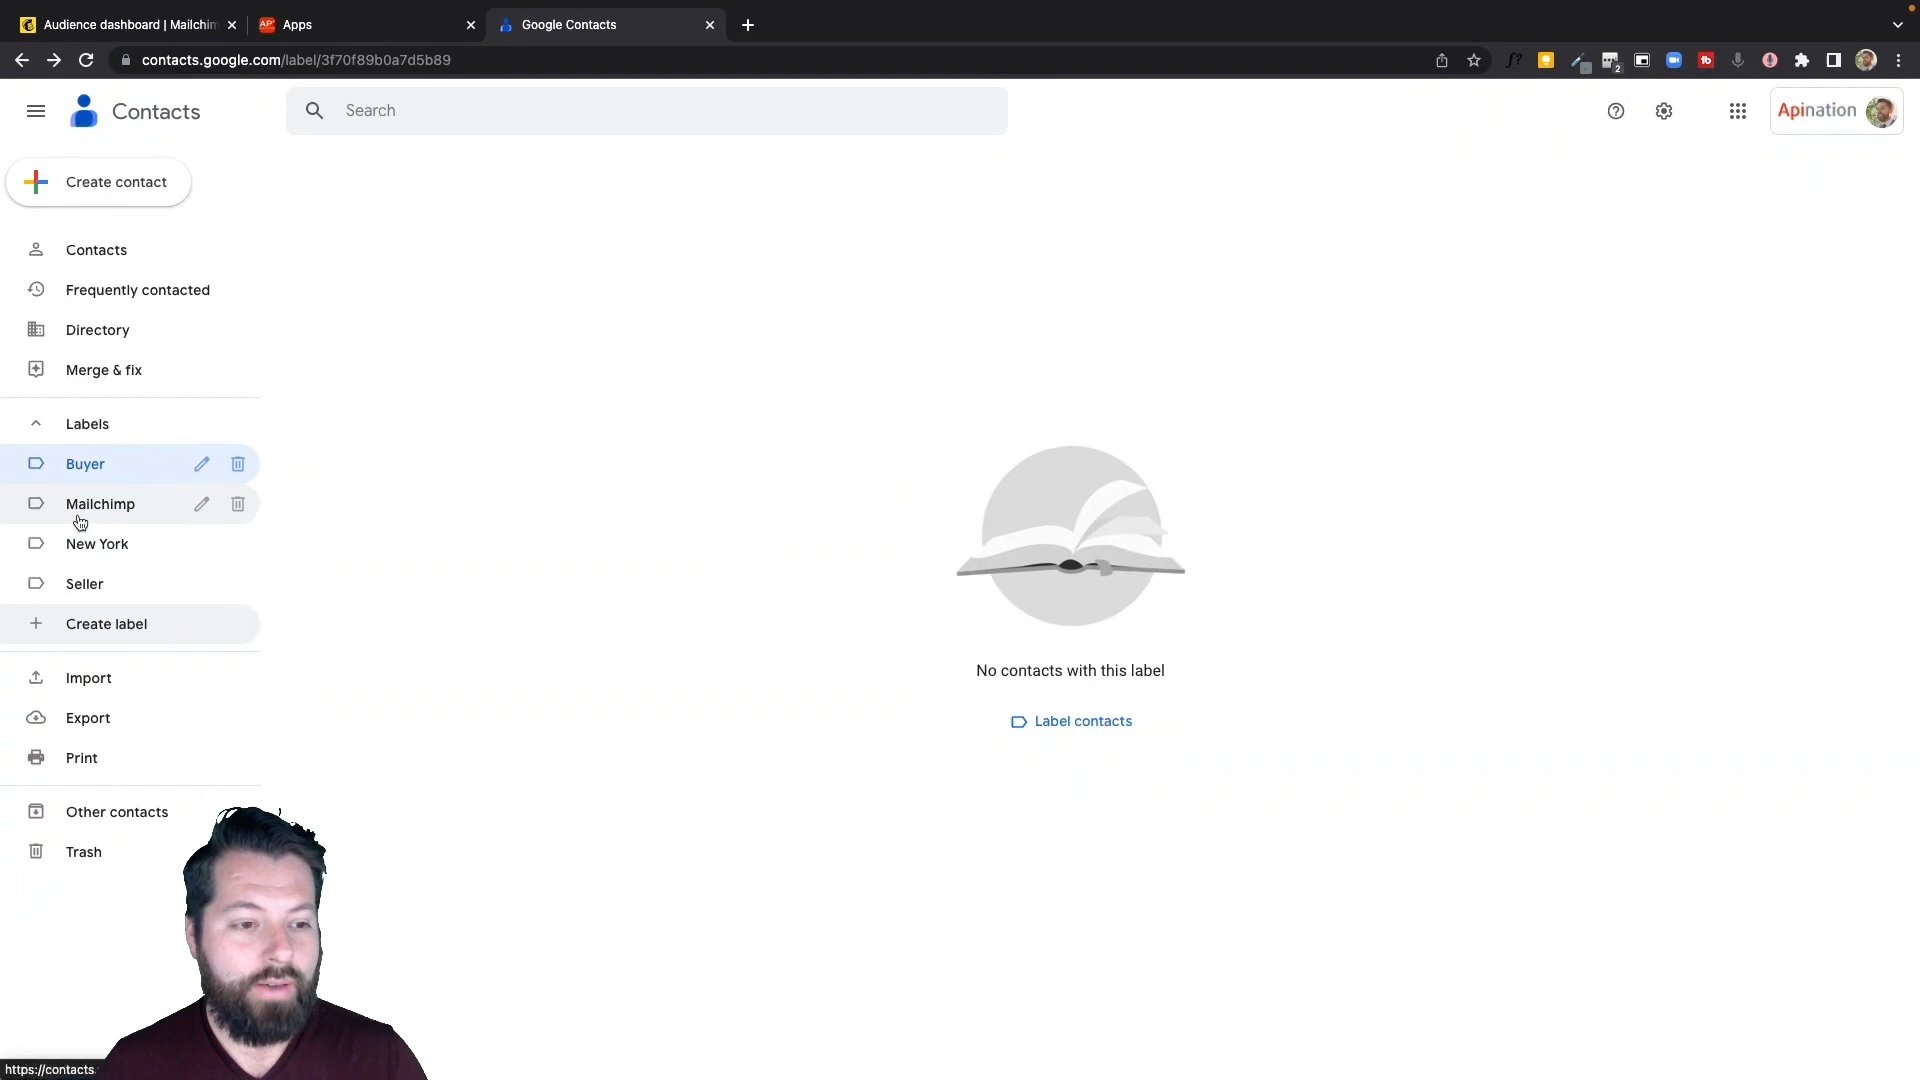 Audience dashboard | Mailchim
Apps
Google Contacts
contacts.google.com/label/3f70f89b0a7d5b89
Contacts
Search
Apination
Create contact
Contacts
Frequently contacted
Directory
Merge & fix
Labels
Buyer
Mailchimp
New York
Seller
Create label
Import
Export
Print
Other contacts
Trash
No contacts with this label
Label contacts
https://contacts.